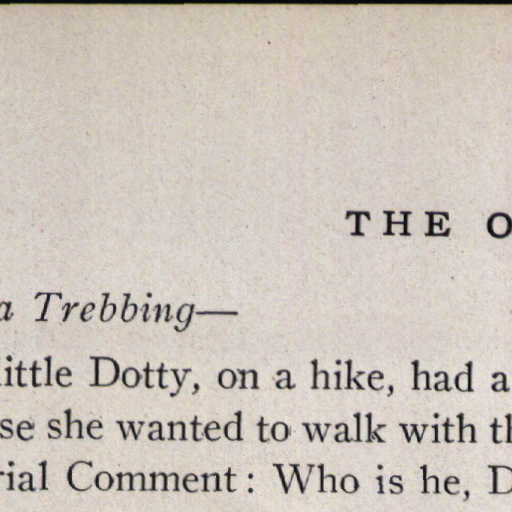 THE O
a Trebbing—
ittle Dotty, on a hike, had a
se she wanted to walk with th
rial Comment: Who is he, D